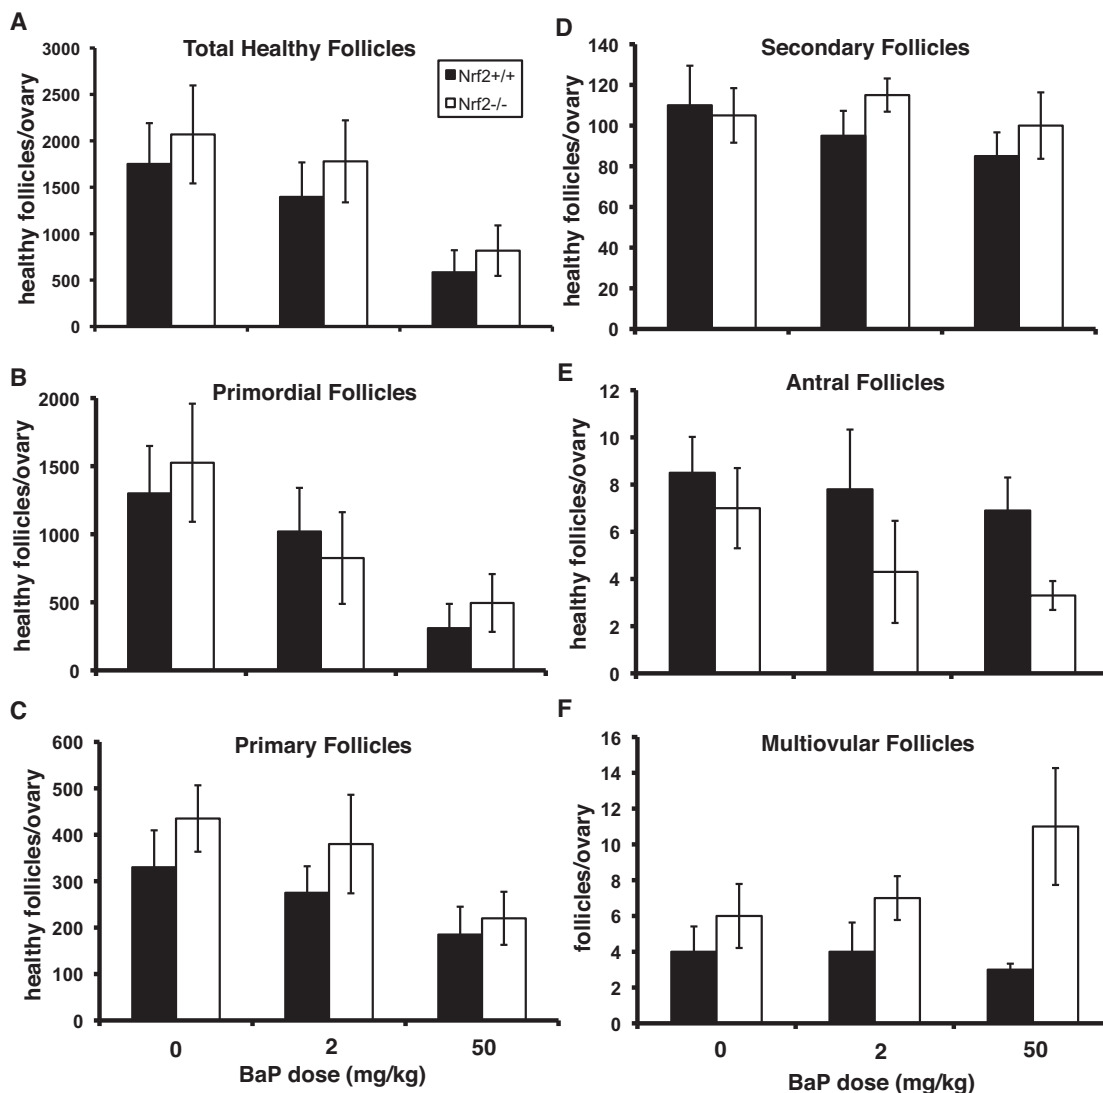 A
Total Healthy Follicles
healthy follicles/ovary
3000
2500
2000
1500
1000
500
0
Nrf2+/+
Nrf2-/-
B
Primordial Follicles
healthy follicles/ovary
2000
1500
1000
500
0
C
Primary Follicles
healthy follicles/ovary
600
500
400
300
200
100
0
0 2 50
BaP dose (mg/kg)
D
Secondary Follicles
healthy follicles/ovary
140
120
100
80
60
40
20
0
E
Antral Follicles
healthy follicles/ovary
12
10
8
6
4
2
0
F
Multiovular Follicles
follicles/ovary
16
14
12
10
8
6
4
2
0
0 2 50
BaP dose (mg/kg)